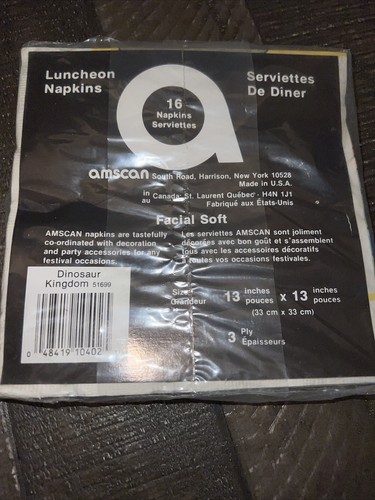 Luncheon
Napkins
Serviettes
De Diner
16
Napkins
Serviettes
amscan South Road, Harrison, New York 10528
Made in U.S.A.
in
au
Canada: St. Laurent Québec · H4N 1J1
Fabriqué aux États-Unis
Facial Soft
AMSCAN napkins are tastefully
co-ordinated with decoration
and party accessories for any
festival occasions.
Les serviettes AMSCAN sont joliment
décorées avec bon goût et s'assemblent
à tous avec les accessoires décoratifs
toutes vos occasions festivales.
Dinosaur
Kingdom 51699
0 48419 10402
Size
Grandeur
13 inches
pouces
x 13 inches
pouces
(33 cm x 33 cm)
3 Ply
Épaisseurs